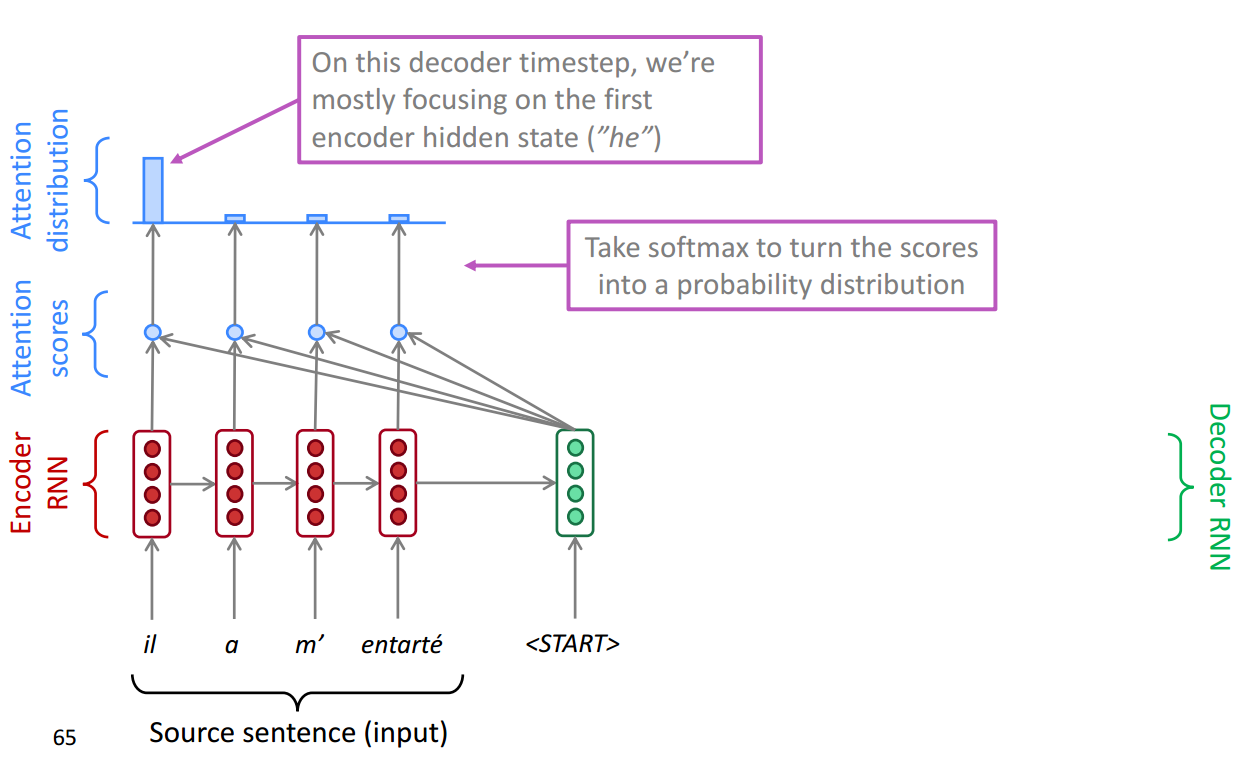 On this decoder timestep, we’re
mostly focusing on the first
encoder hidden state (”he”)
Attention
distribution
Take softmax to turn the scores
into a probability distribution
Attention
scores
Encoder
RNN
Decoder RNN
il a m’ entarté <START>
Source sentence (input)
65